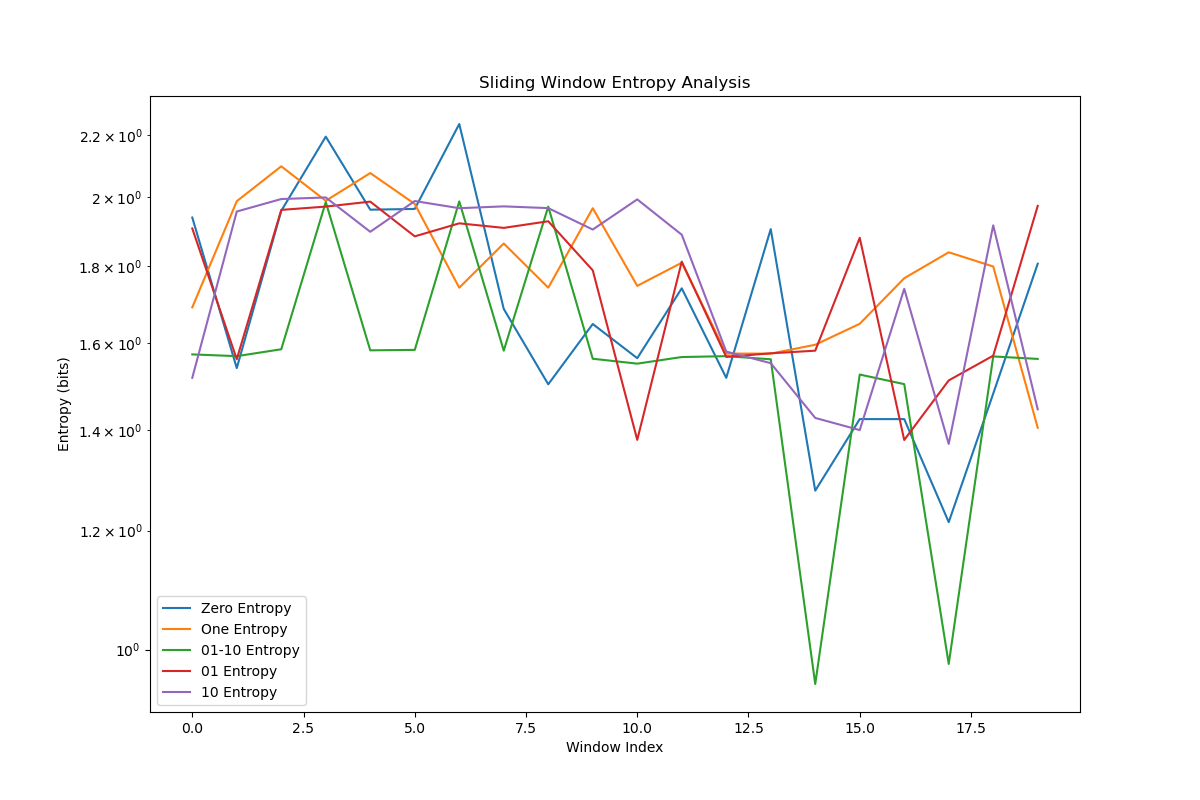 Sliding Window Entropy Analysis
Entropy (bits)
2.2 × 10⁰
2 × 10⁰
1.8 × 10⁰
1.6 × 10⁰
1.4 × 10⁰
1.2 × 10⁰
10⁰
Zero Entropy
One Entropy
01-10 Entropy
01 Entropy
10 Entropy
0.0 2.5 5.0 7.5 10.0 12.5 15.0 17.5
Window Index